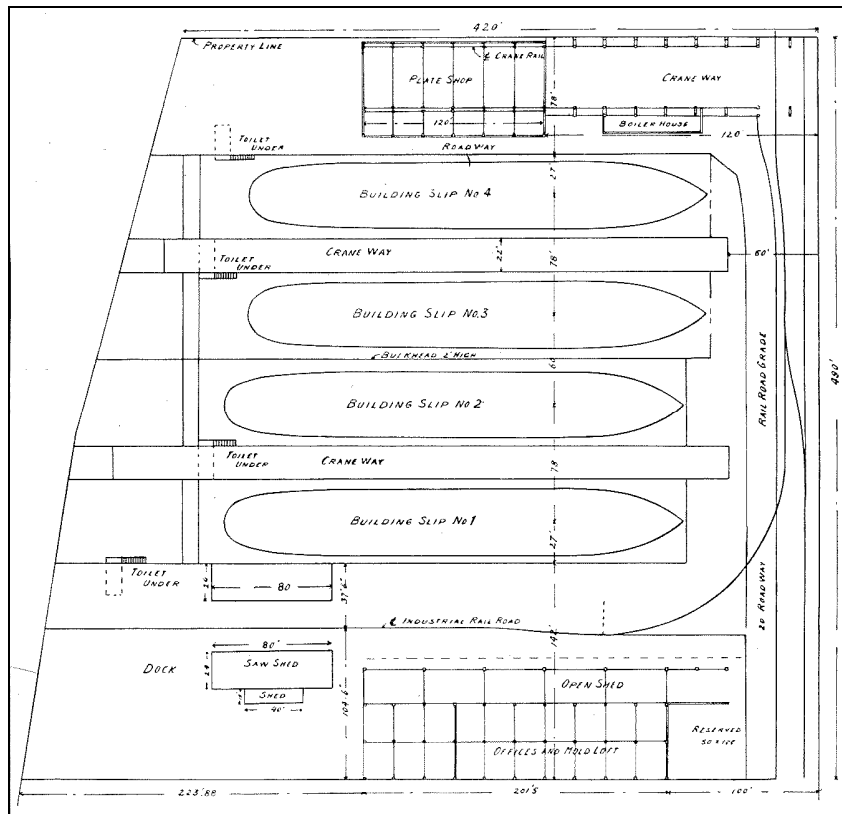 420'
PROPERTY LINE
℄ CRANE RAIL
PLATE SHOP
CRANE WAY
78'
120'
BOILER HOUSE
120
TOILET
UNDER
ROADWAY
27'
BUILDING SLIP No 4
CRANE WAY
22'
78'
60'
TOILET
UNDER
BUILDING SLIP NO.3
BULKHEAD 2' HIGH
60
RAIL ROAD GRADE
490'
BUILDING SLIP NO 2
TOILET
UNDER
CRANE WAY
78
BUILDING SLIP NO 1
27'
TOILET
UNDER
24
80
37'6"
℄ INDUSTRIAL RAIL ROAD
142'
20 ROADWAY
80'
DOCK
24
SAW SHED
SHED
40'
104'-6"
OPEN SHED
OFFICES AND MOLD LOFT
RESERVED
50 x 100
223'.88
201'5
100'